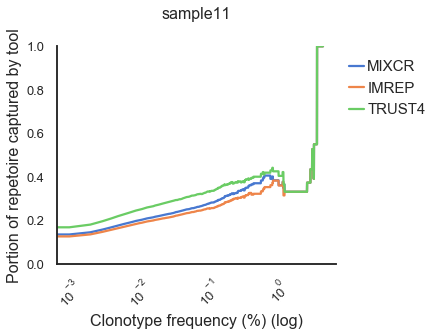 sample11
Portion of repetoire captured by tool
1.0
0.8
0.6
0.4
0.2
0.0
MIXCR
IMREP
TRUST4
10^-3
10^-2
10^-1
10^0
Clonotype frequency (%) (log)